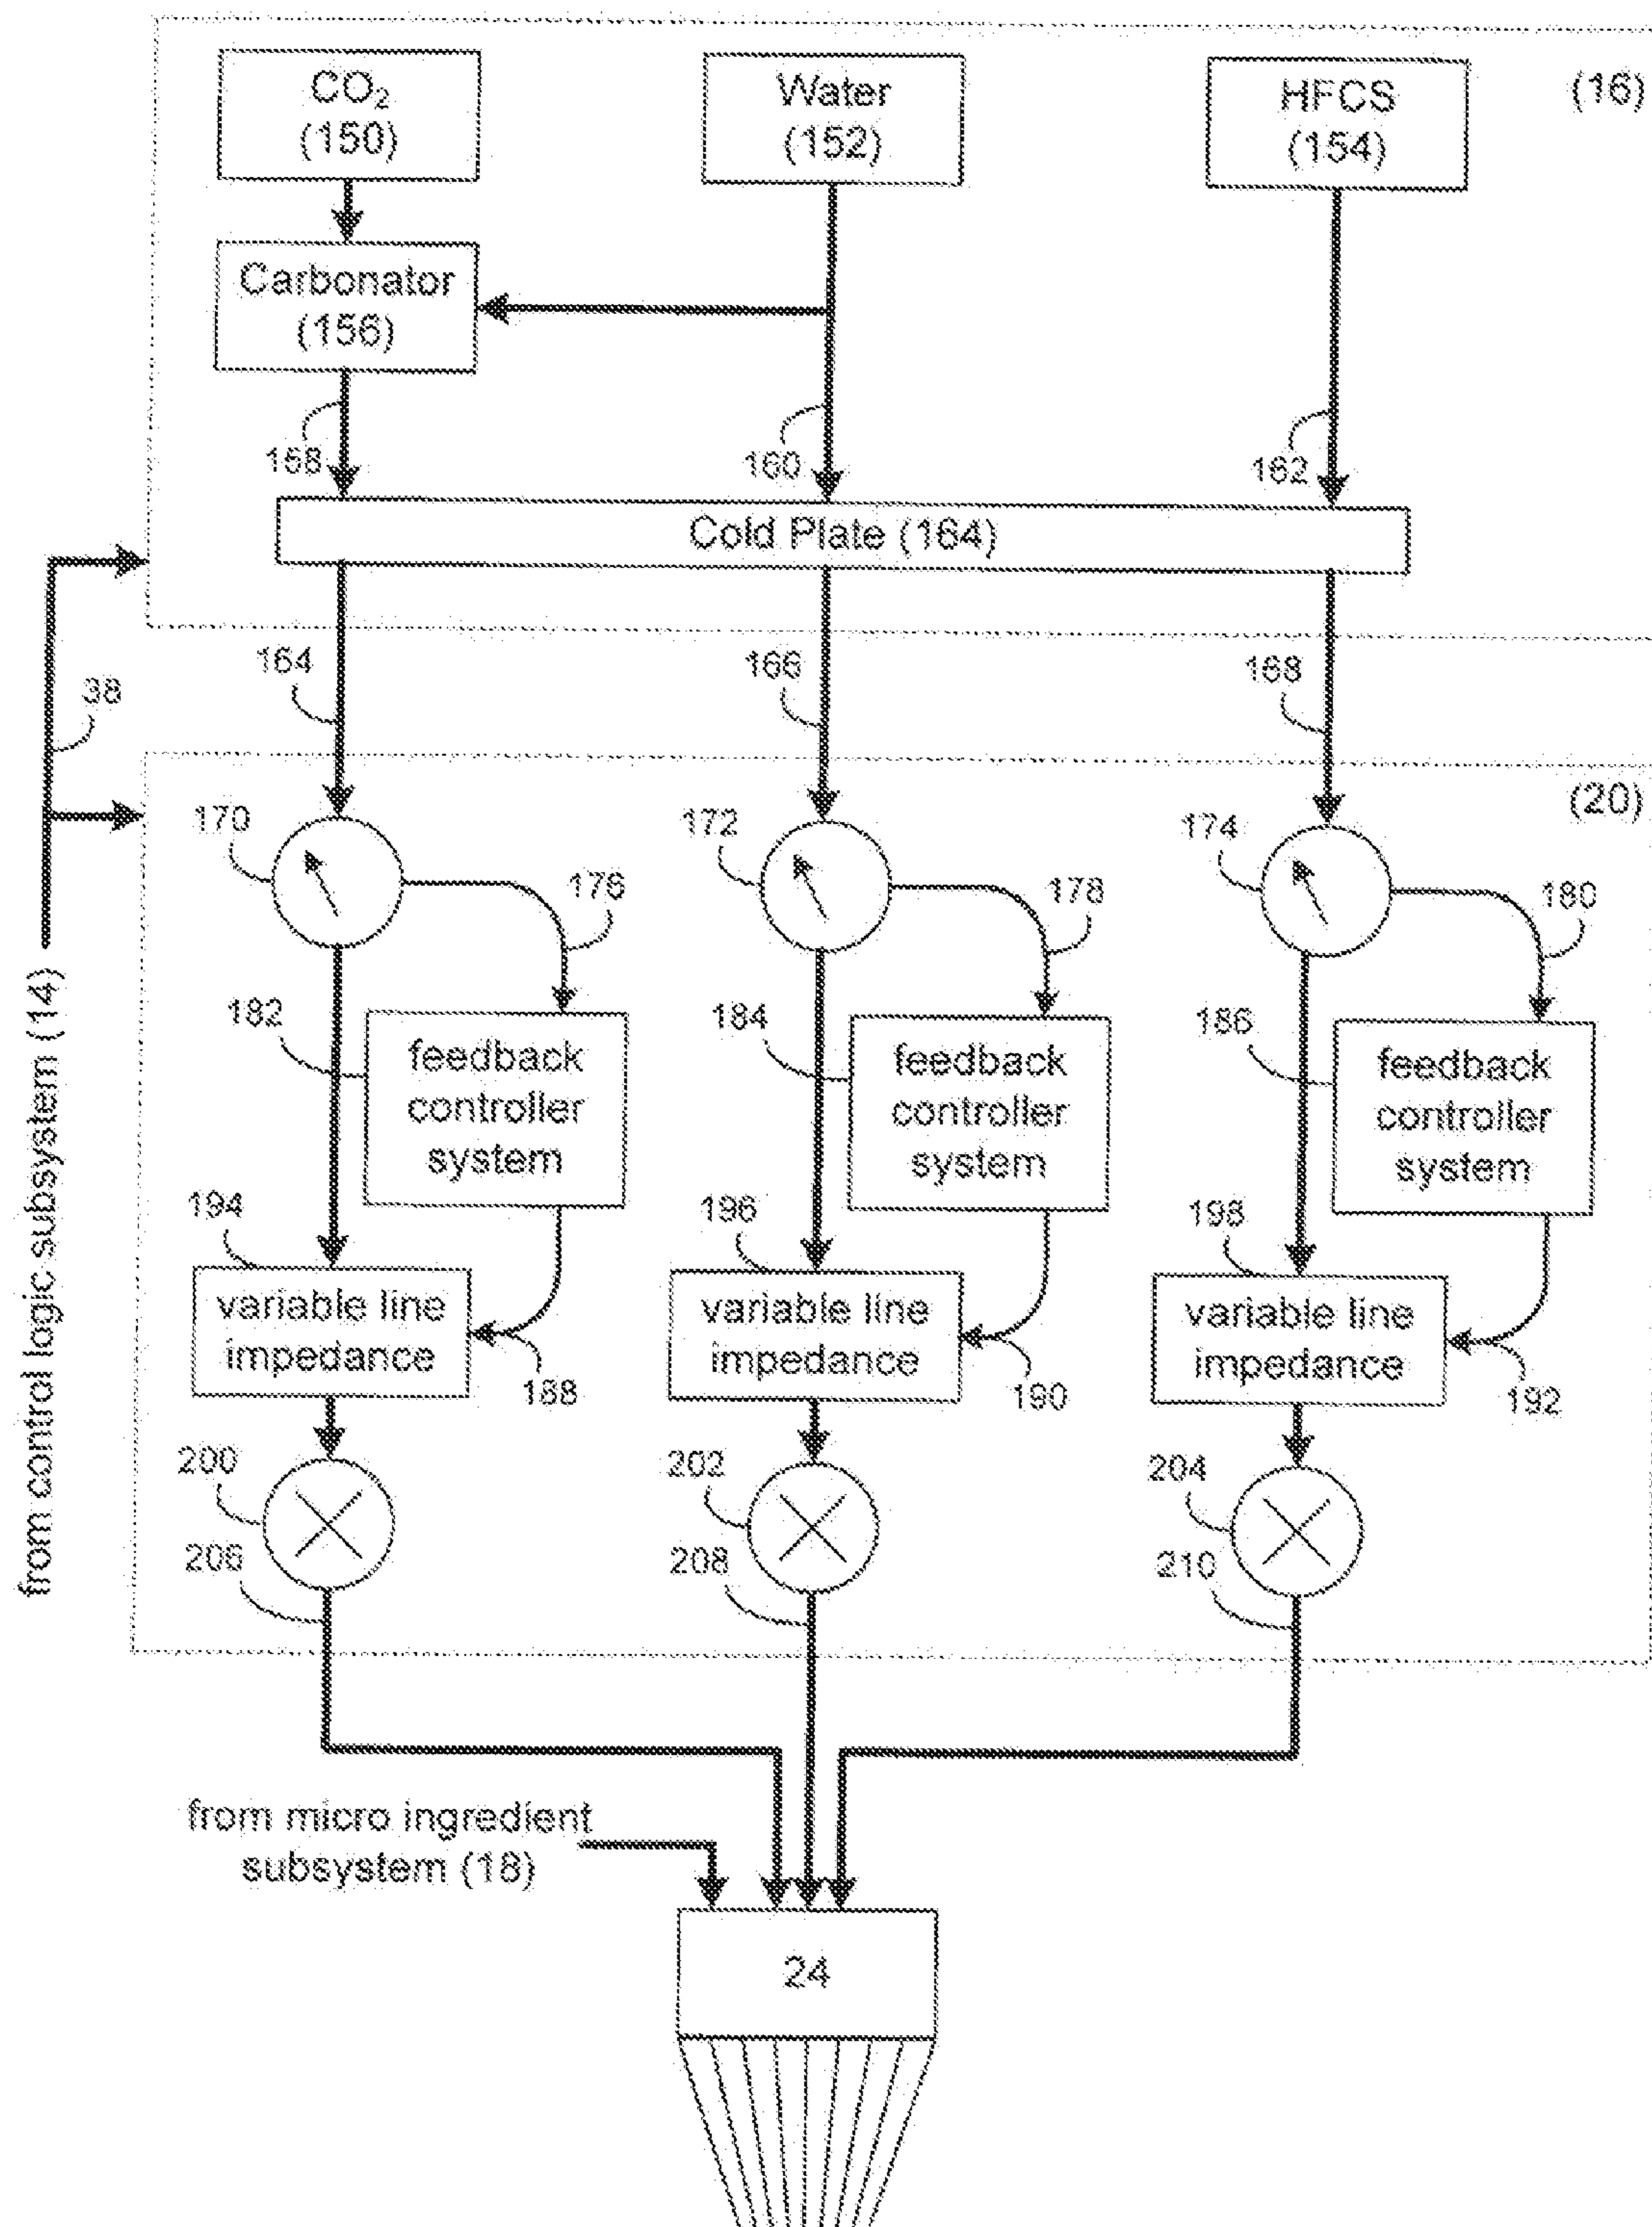 CO₂
(150)
Water
(152)
HFCS
(154)
(16)
Carbonator
(156)
158
160
162
Cold Plate (164)
164
166
168
38
(20)
170
172
174
176
178
180
182
184
186
feedback
controller
system
feedback
controller
system
feedback
controller
system
from control logic subsystem (14)
194
196
198
variable line
impedance
variable line
impedance
variable line
impedance
188
190
192
200
202
204
206
208
210
from micro ingredient
subsystem (18)
24